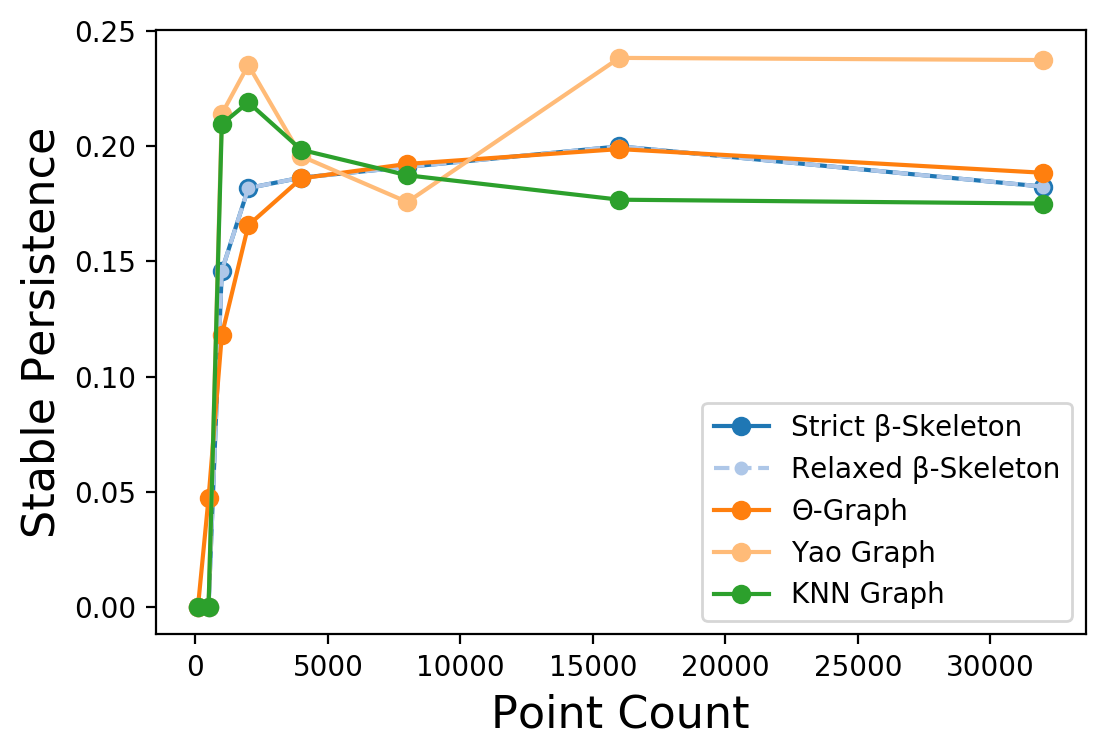 0.25
0.20
0.15
0.10
0.05
0.00
Stable Persistence
0
5000
10000
15000
20000
25000
30000
Point Count
Strict β-Skeleton
Relaxed β-Skeleton
Θ-Graph
Yao Graph
KNN Graph